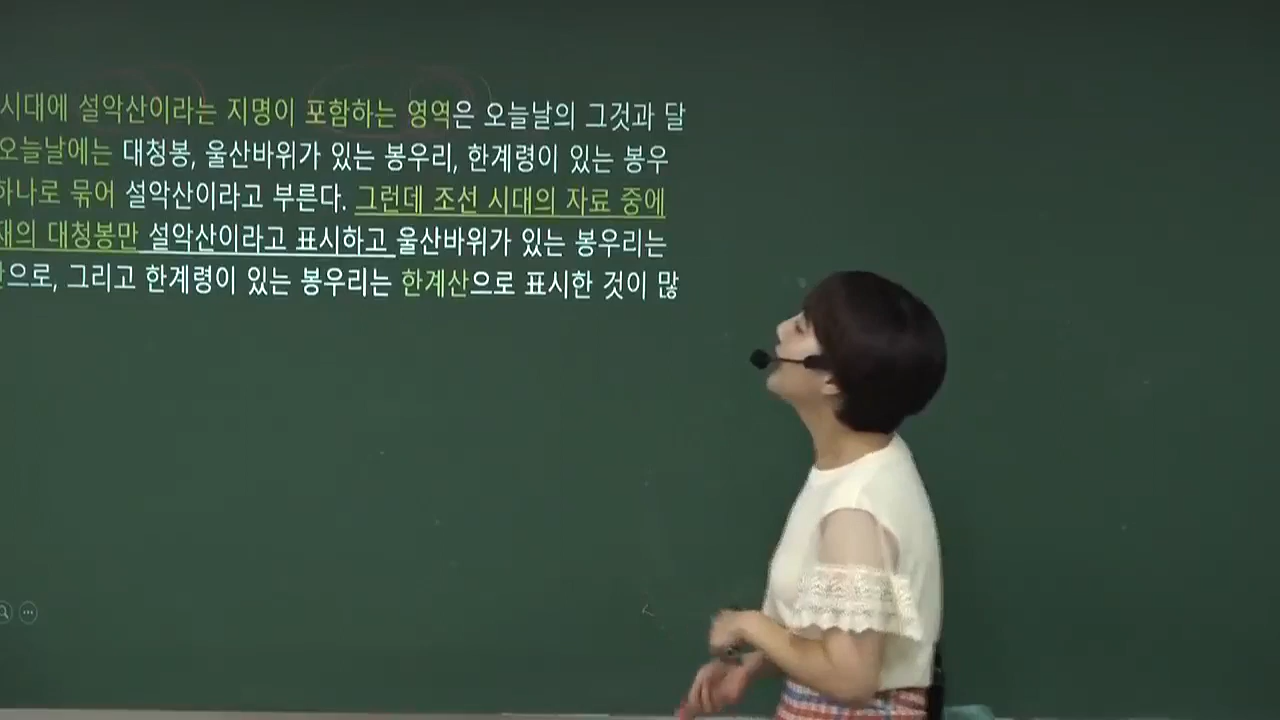 시대에 설악산이라는 지명이 포함하는 영역은 오늘날의 그것과 달
오늘날에는 대청봉, 울산바위가 있는 봉우리, 한계령이 있는 봉우
하나로 묶어 설악산이라고 부른다. 그런데 조선 시대의 자료 중에
재의 대청봉만 설악산이라고 표시하고 울산바위가 있는 봉우리는
으로, 그리고 한계령이 있는 봉우리는 한계산으로 표시한 것이 많